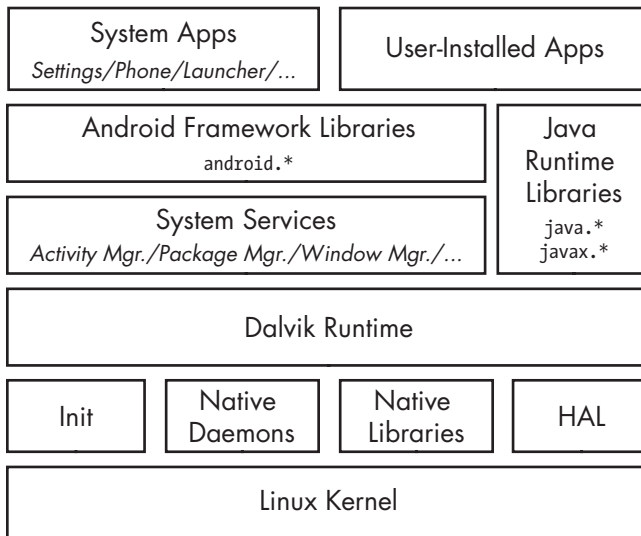 System Apps
Settings/Phone/Launcher/...
User-Installed Apps
Android Framework Libraries
android.*
Java
Runtime
Libraries
java.*
javax.*
System Services
Activity Mgr./Package Mgr./Window Mgr./...
Dalvik Runtime
Init
Native
Daemons
Native
Libraries
HAL
Linux Kernel